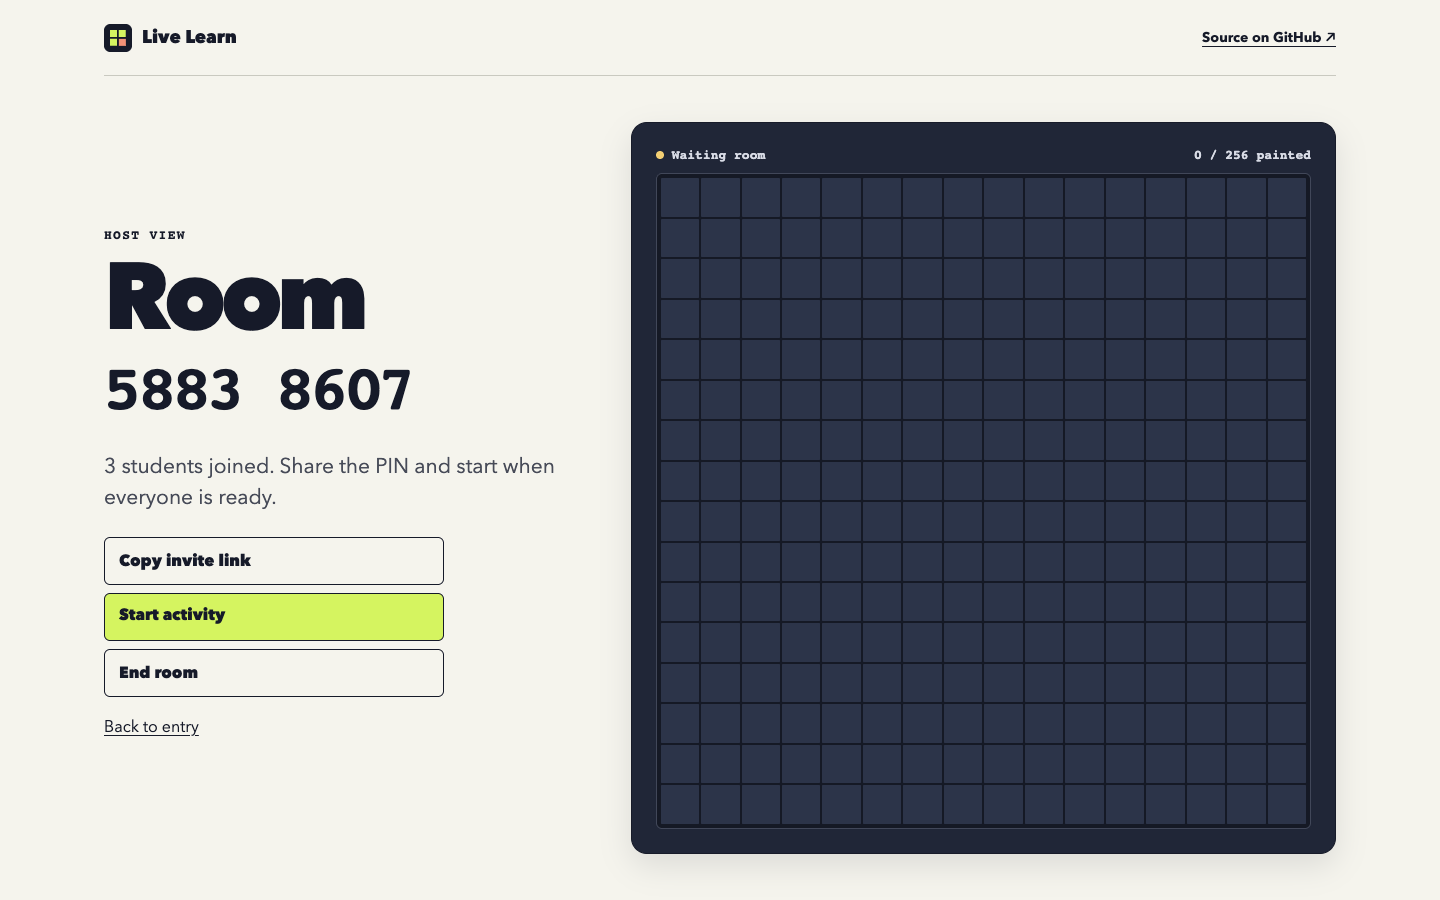 Live Learn
Source on GitHub ↗
HOST VIEW
Room
5883 8607
3 students joined. Share the PIN and start when
everyone is ready.
Copy invite link
Start activity
End room
Back to entry
Waiting room
0 / 256 painted